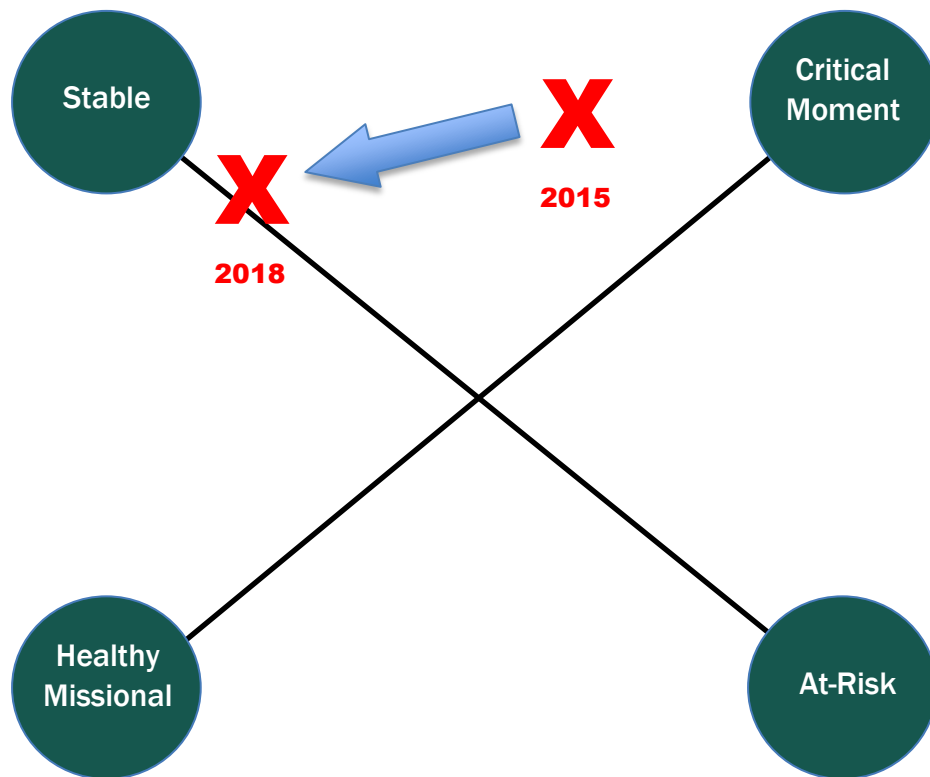 Stable
Critical
Moment
X
X
2015
2018
Healthy
Missional
At-Risk